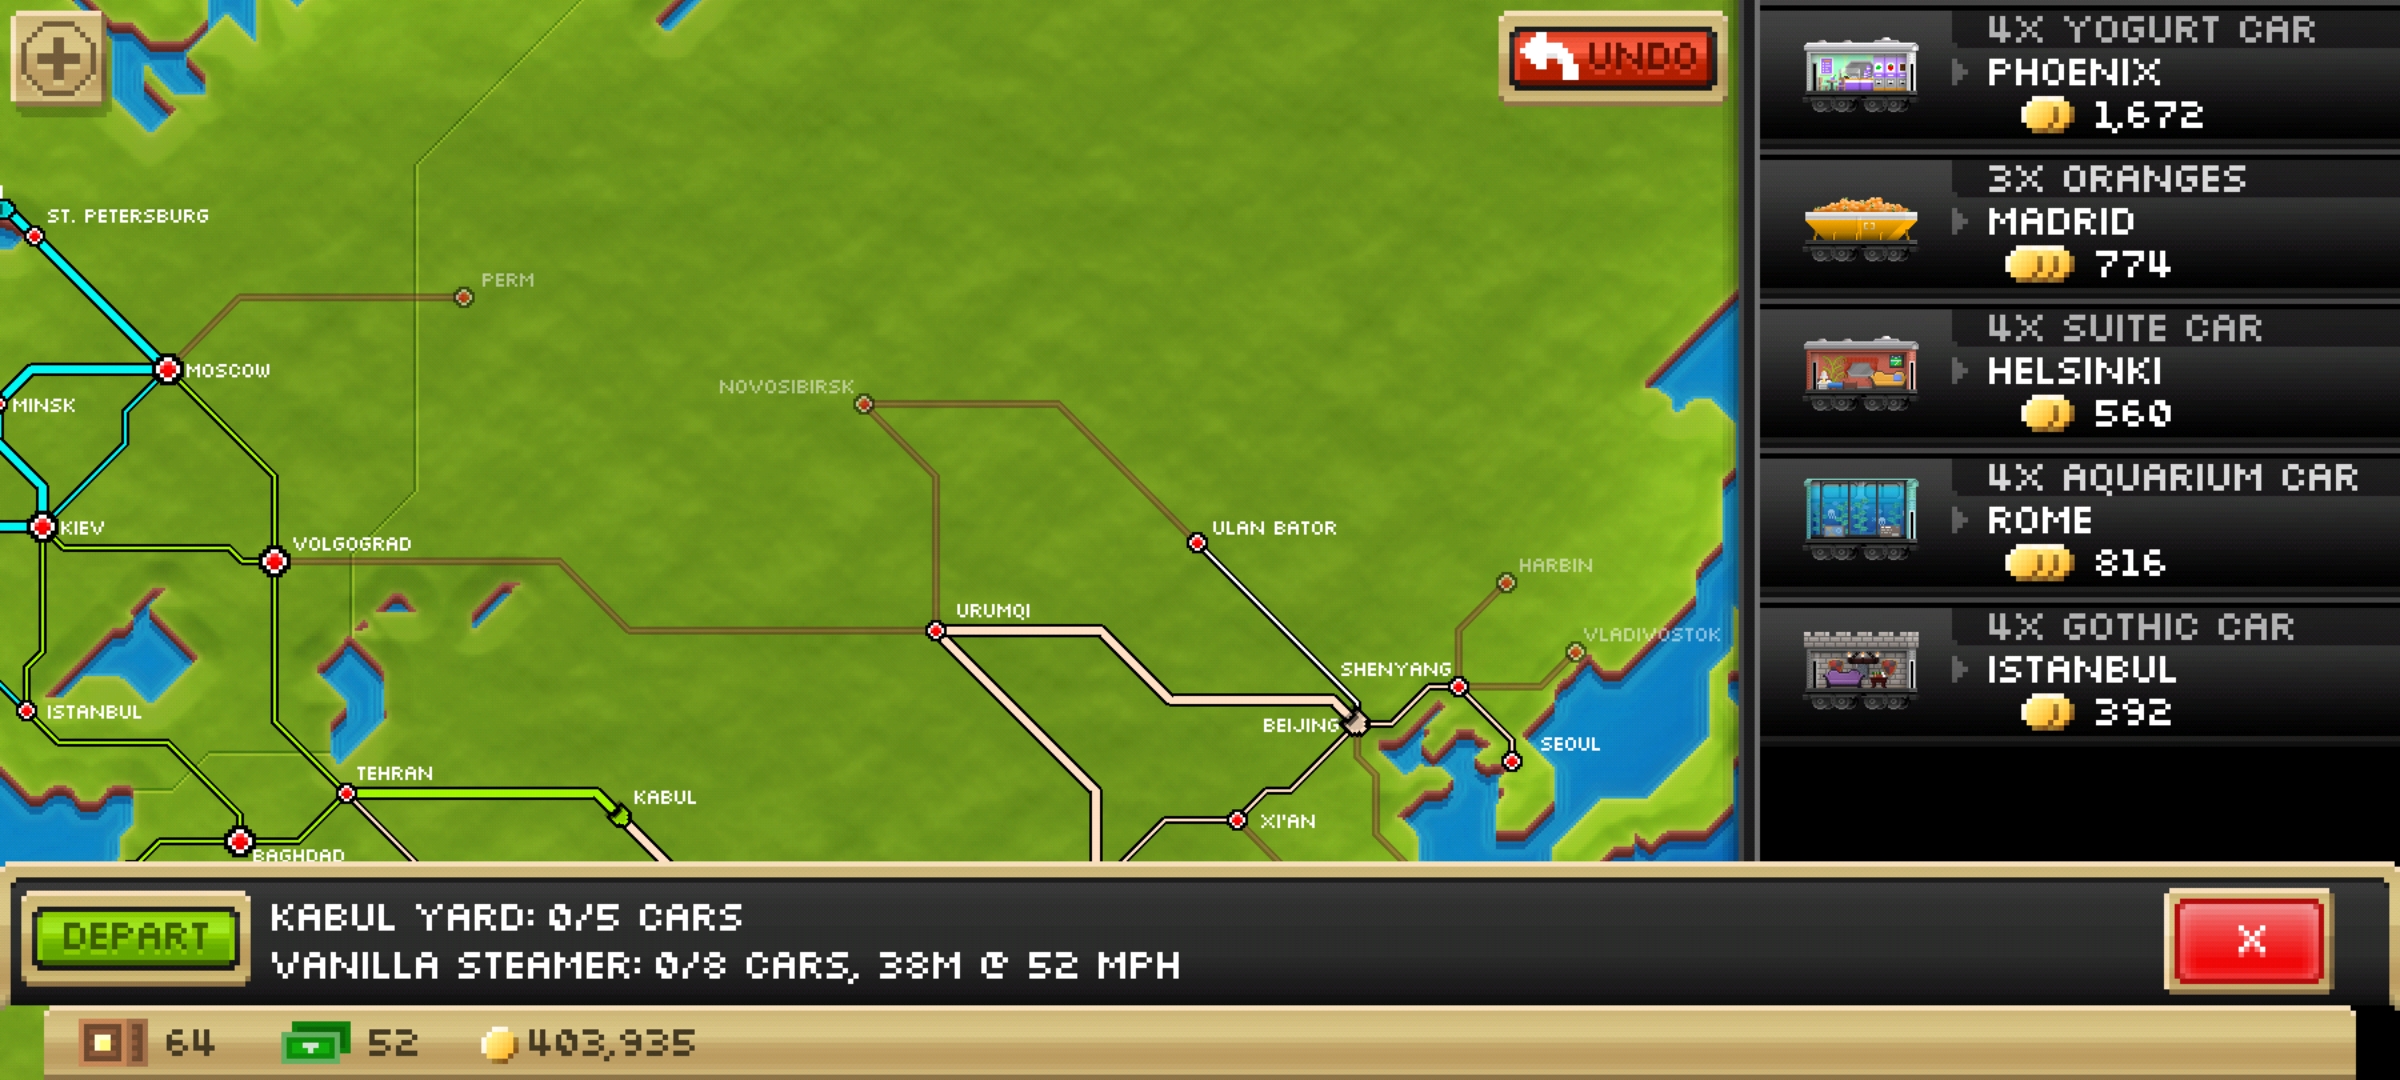 UNDO
ST. PETERSBURG
PERM
MOSCOW
NOVOSIBIRSK
MINSK
KIEV
VOLGOGRAD
ULAN BATOR
HARBIN
URUMQI
VLADIVOSTOK
SHENYANG
ISTANBUL
BEIJING
SEOUL
TEHRAN
KABUL
XI'AN
BAGHDAD
4X YOGURT CAR
PHOENIX
1,672
3X ORANGES
MADRID
774
4X SUITE CAR
HELSINKI
560
4X AQUARIUM CAR
ROME
816
4X GOTHIC CAR
ISTANBUL
392
DEPART
KABUL YARD: 0/5 CARS
VANILLA STEAMER: 0/8 CARS, 38M @ 52 MPH
X
64
52
403,935